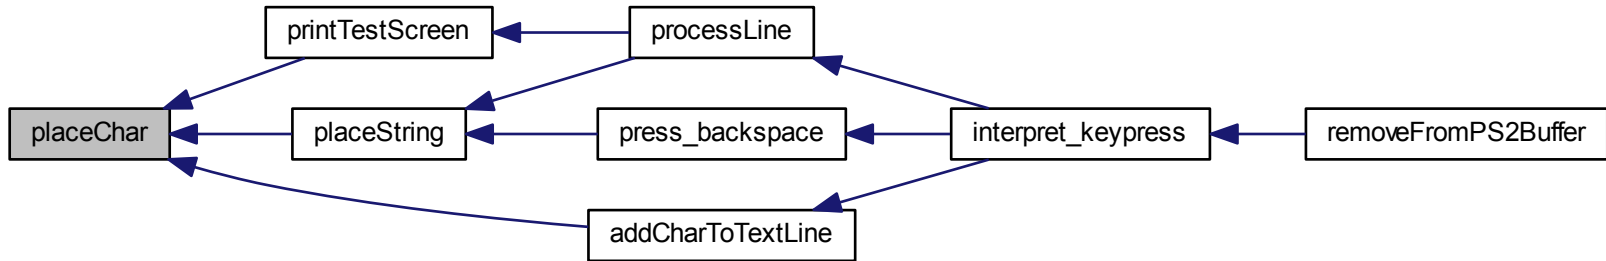 printTestScreen
processLine
placeChar
placeString
press_backspace
interpret_keypress
removeFromPS2Buffer
addCharToTextLine